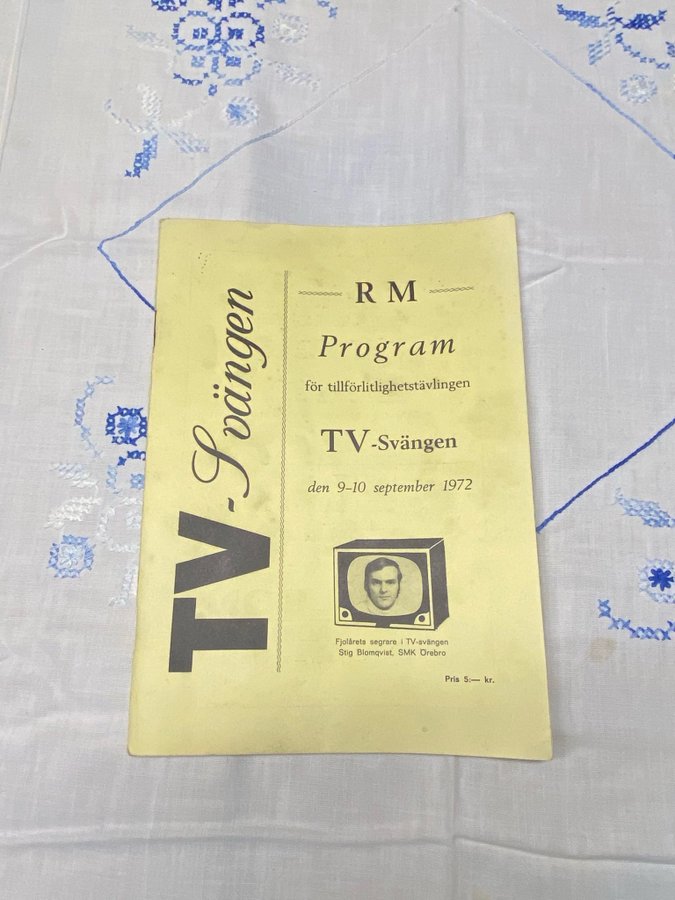 TV-Svängen
RM
Program
för tillförlitlighetstävlingen
TV-Svängen
den 9–10 september 1972
Fjolårets segrare i TV-svängen
Stig Blomqvist, SMK Örebro
Pris 5:— kr.